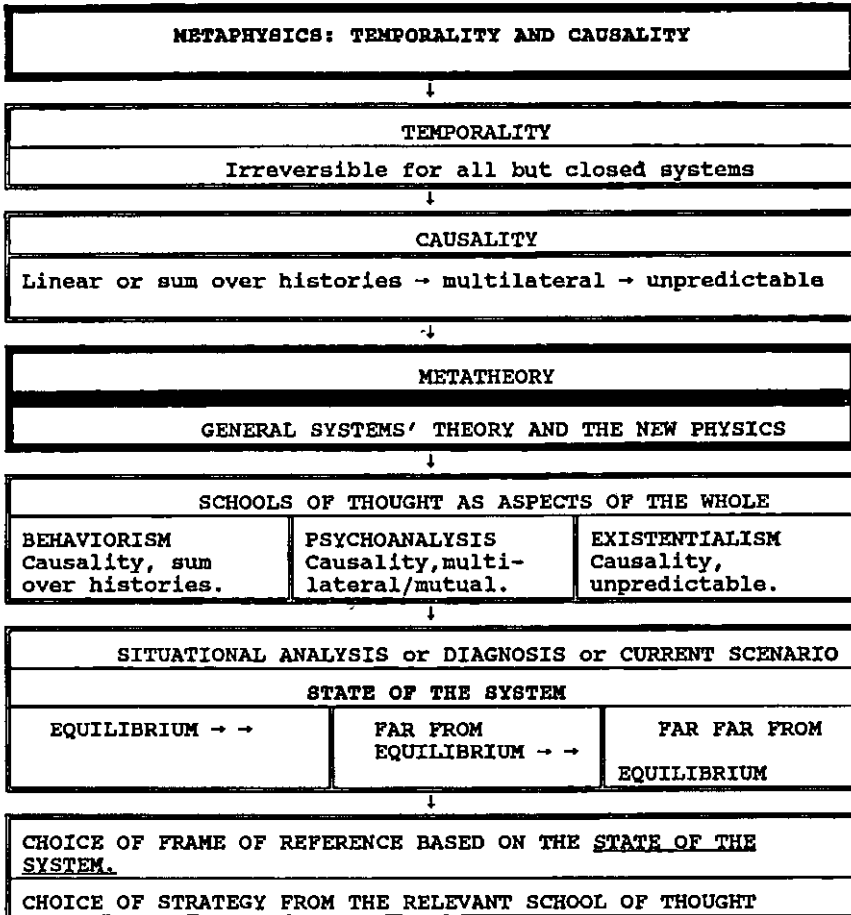 METAPHYSICS: TEMPORALITY AND CAUSALITY
↓
TEMPORALITY
Irreversible for all but closed systems
↓
CAUSALITY
Linear or sum over histories → multilateral → unpredictable
↓
METATHEORY
GENERAL SYSTEMS' THEORY AND THE NEW PHYSICS
↓
SCHOOLS OF THOUGHT AS ASPECTS OF THE WHOLE
BEHAVIORISM
Causality, sum
over histories.
PSYCHOANALYSIS
Causality,multi-
lateral/mutual.
EXISTENTIALISM
Causality,
unpredictable.
↓
SITUATIONAL ANALYSIS or DIAGNOSIS or CURRENT SCENARIO
STATE OF THE SYSTEM
EQUILIBRIUM → →
FAR FROM
EQUILIBRIUM → →
FAR FAR FROM
EQUILIBRIUM
↓
CHOICE OF FRAME OF REFERENCE BASED ON THE STATE OF THE
SYSTEM.
CHOICE OF STRATEGY FROM THE RELEVANT SCHOOL OF THOUGHT